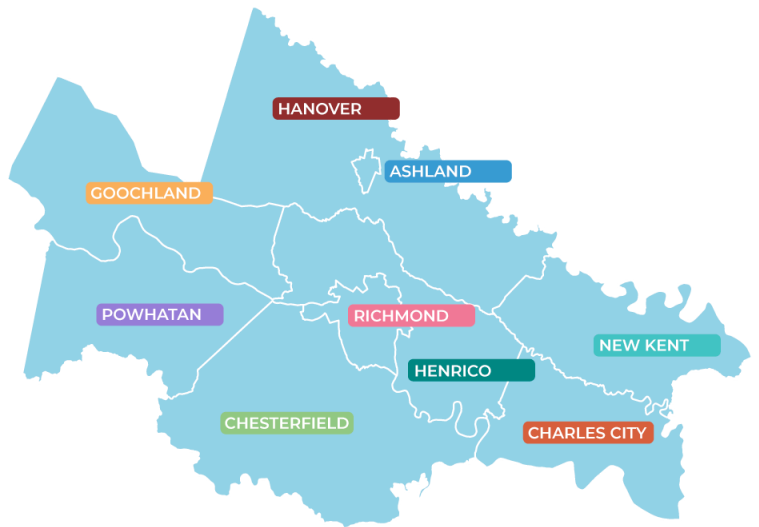 HANOVER
ASHLAND
GOOCHLAND
POWHATAN
RICHMOND
NEW KENT
HENRICO
CHESTERFIELD
CHARLES CITY